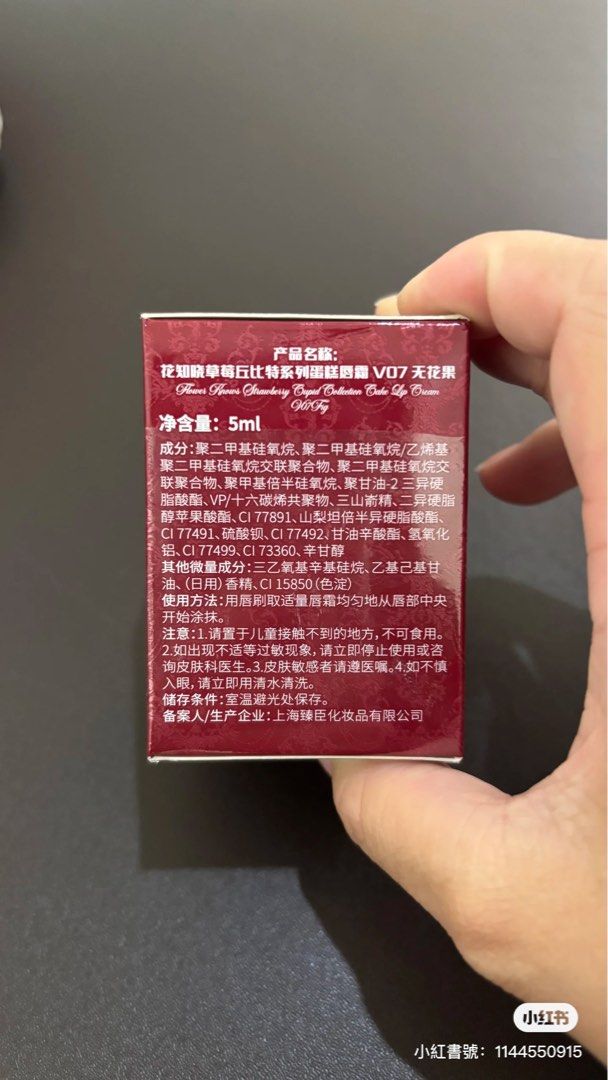 产品名称:
花知晓草莓丘比特系列蛋糕唇霜 V07 无花果
Flower Knows Strawberry Cupid Collection Cake Lip Cream
V07 Fig
净含量: 5ml
成分:聚二甲基硅氧烷、聚二甲基硅氧烷/乙烯基
聚二甲基硅氧烷交联聚合物、聚二甲基硅氧烷交
联聚合物、聚甲基倍半硅氧烷、聚甘油-2 三异硬
脂酸酯、VP/十六碳烯共聚物、三山嵛精、二异硬脂
醇苹果酸酯、CI 77891、山梨坦倍半异硬脂酸酯、
CI 77491、硫酸钡、CI 77492、甘油辛酸酯、氢氧化
铝、CI 77499、CI 73360、辛甘醇
其他微量成分:三乙氧基辛基硅烷、乙基己基甘
油、(日用)香精、CI 15850(色淀)
使用方法:用唇刷取适量唇霜均匀地从唇部中央
开始涂抹。
注意:1.请置于儿童接触不到的地方,不可食用。
2.如出现不适等过敏现象,请立即停止使用或咨
询皮肤科医生。3.皮肤敏感者请遵医嘱。4.如不慎
入眼,请立即用清水清洗。
储存条件:室温避光处保存。
备案人/生产企业:上海臻臣化妆品有限公司
小红书
小紅書號: 1144550915